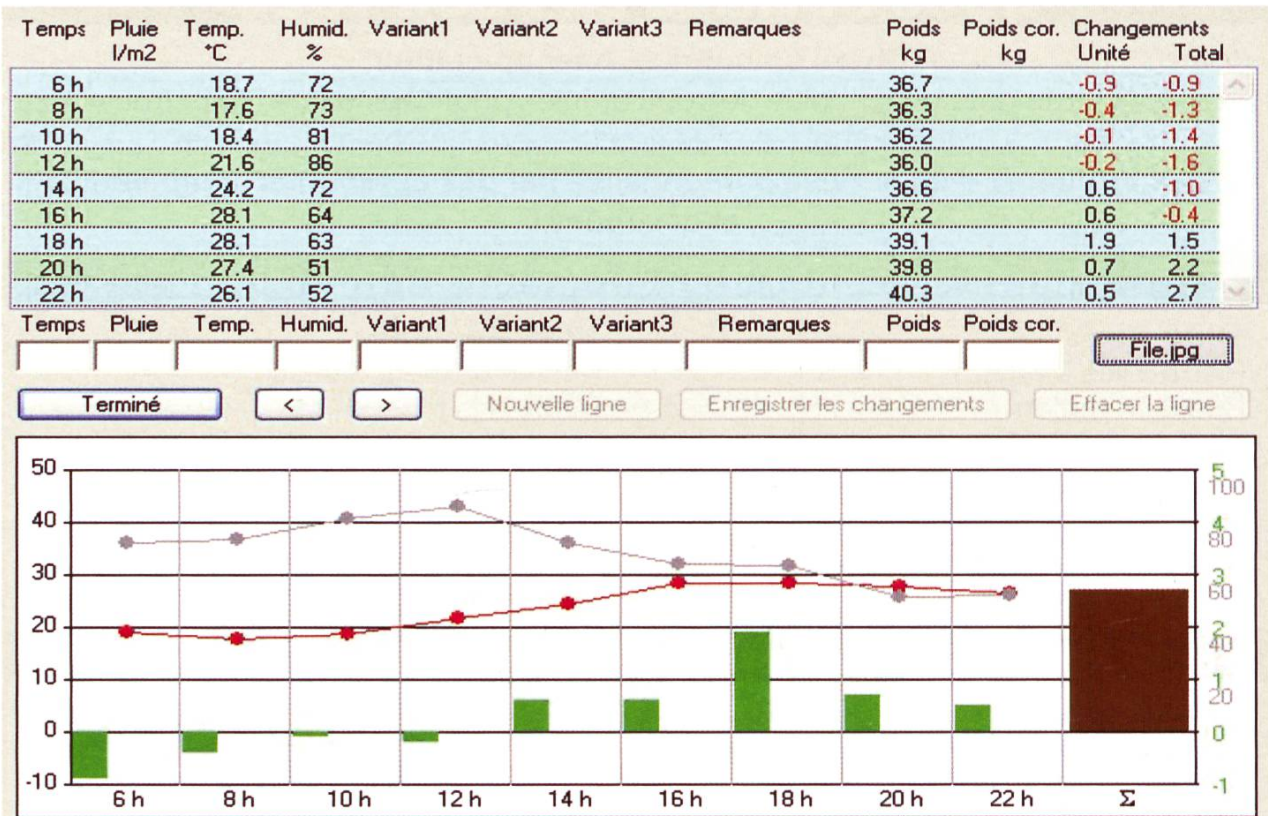 Temps Pluie Temp. Humid. Variant1 Variant2 Variant3 Remarques Poids Poids cor. Changements
l/m2 °C % kg kg Unité Total
6 h 18.7 72 36.7 -0.9 -0.9
8 h 17.6 73 36.3 -0.4 -1.3
10 h 18.4 81 36.2 -0.1 -1.4
12 h 21.6 86 36.0 -0.2 -1.6
14 h 24.2 72 36.6 0.6 -1.0
16 h 28.1 64 37.2 0.6 -0.4
18 h 28.1 63 39.1 1.9 1.5
20 h 27.4 51 39.8 0.7 2.2
22 h 26.1 52 40.3 0.5 2.7
Temps Pluie Temp. Humid. Variant1 Variant2 Variant3 Remarques Poids Poids cor.
File.jpg
Terminé < > Nouvelle ligne Enregistrer les changements Effacer la ligne
50 5
100
40 4
80
30 3
60
20 2
40
10 1
20
0 0
-10 -1
6 h 8 h 10 h 12 h 14 h 16 h 18 h 20 h 22 h Σ